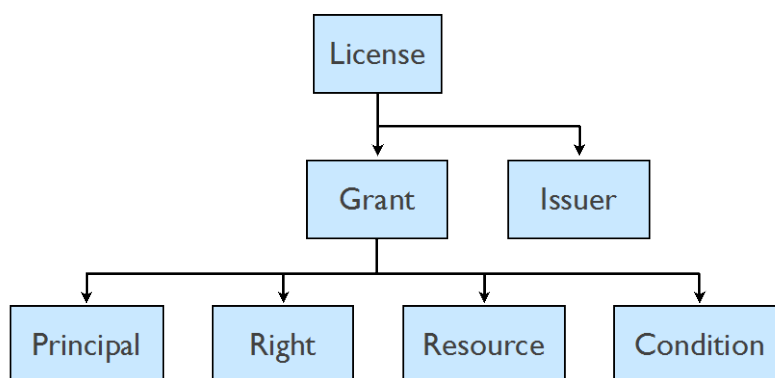 License
Grant
Issuer
Principal
Right
Resource
Condition